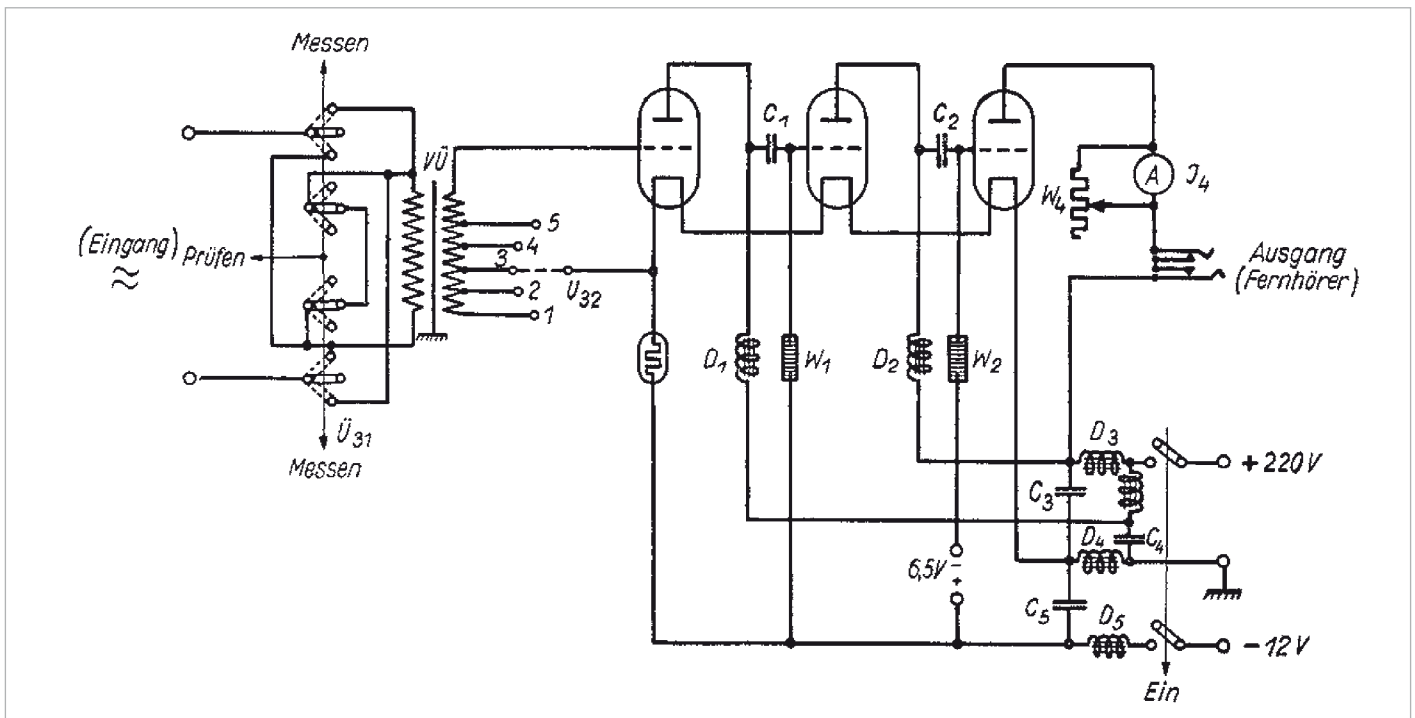 Messen
VÜ
(Eingang)
≈
Prüfen
Ü31
Messen
5
4
3
2
1
U32
C1
C2
D1
W1
D2
W2
W4
A
J4
Ausgang
(Fernhörer)
D3
+220V
C3
D4
C4
6,5V
-
+
C5
D5
-12V
Ein